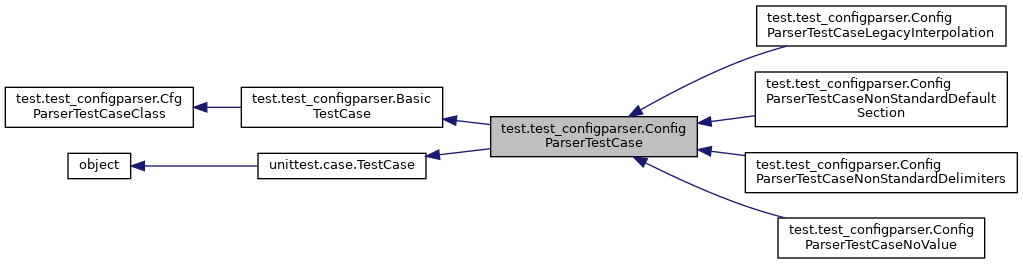 test.test_configparser.Cfg
ParserTestCaseClass
object
test.test_configparser.Basic
TestCase
unittest.case.TestCase
test.test_configparser.Config
ParserTestCase
test.test_configparser.Config
ParserTestCaseLegacyInterpolation
test.test_configparser.Config
ParserTestCaseNonStandardDefault
Section
test.test_configparser.Config
ParserTestCaseNonStandardDelimiters
test.test_configparser.Config
ParserTestCaseNoValue